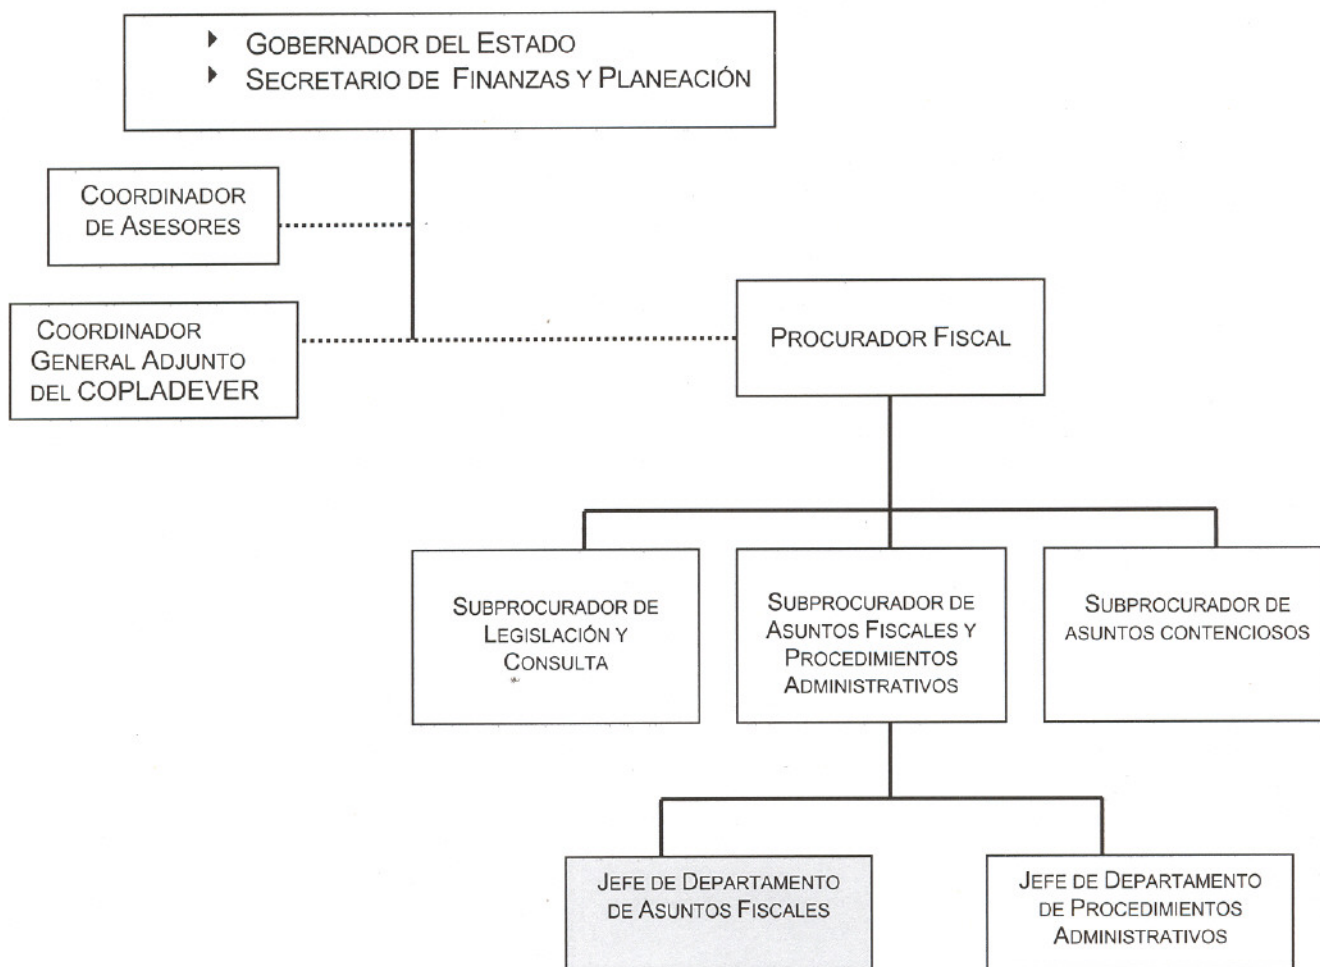 GOBERNADOR DEL ESTADO
SECRETARIO DE FINANZAS Y PLANEACIÓN
COORDINADOR
DE ASESORES
COORDINADOR
GENERAL ADJUNTO
DEL COPLADEVER
PROCURADOR FISCAL
SUBPROCURADOR DE
LEGISLACIÓN Y
CONSULTA
SUBPROCURADOR DE
ASUNTOS FISCALES Y
PROCEDIMIENTOS
ADMINISTRATIVOS
SUBPROCURADOR DE
ASUNTOS CONTENCIOSOS
JEFE DE DEPARTAMENTO
DE ASUNTOS FISCALES
JEFE DE DEPARTAMENTO
DE PROCEDIMIENTOS
ADMINISTRATIVOS